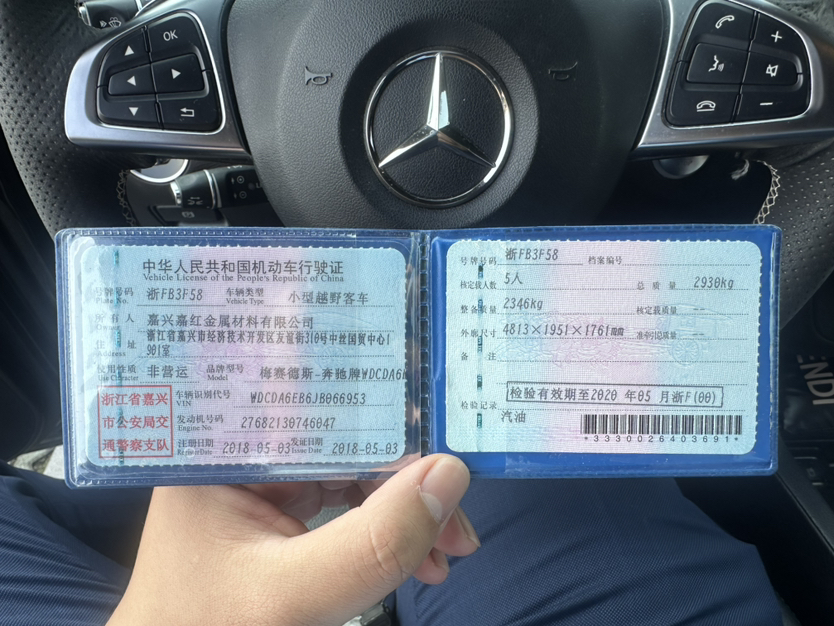 OK
中华人民共和国机动车行驶证
Vehicle License of the People's Republic of China
号牌号码 浙FB3F58 车辆类型 小型越野客车
Plate No. Vehicle Type
所有人 嘉兴嘉红金属材料有限公司
Owner
住址 浙江省嘉兴市经济技术开发区友谊街310号中丝国贸中心1
901室
使用性质 非营运 品牌型号 梅赛德斯-奔驰牌WDCDA6
Use Character
浙江省嘉兴
市公安局交
通警察支队
车辆识别代号 WDCDA6EB6JB066953
VIN
发动机号码 27682130746047
Engine No.
注册日期 2018-05-03 发证日期 2018-05-03
Register Date Issue Date
号牌号码 浙FB3F58 档案编号
核定载人数 5人 总质量 2930kg
整备质量 2346kg 核定载质量 --
外廓尺寸 4813×1951×1761mm 准牵引总质量 --
备注
检验有效期至2020 年05 月浙F(00)
检验记录
汽油
*3330026403691*